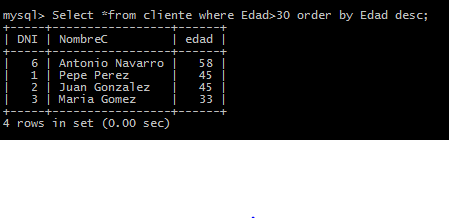 mysql> Select *from cliente where Edad>30 order by Edad desc;
+-----+-----------------+------+
| DNI | NombreC         | edad |
+-----+-----------------+------+
|   6 | Antonio Navarro |   58 |
|   1 | Pepe Perez      |   45 |
|   2 | Juan Gonzalez   |   45 |
|   3 | Maria Gomez     |   33 |
+-----+-----------------+------+
4 rows in set (0.00 sec)